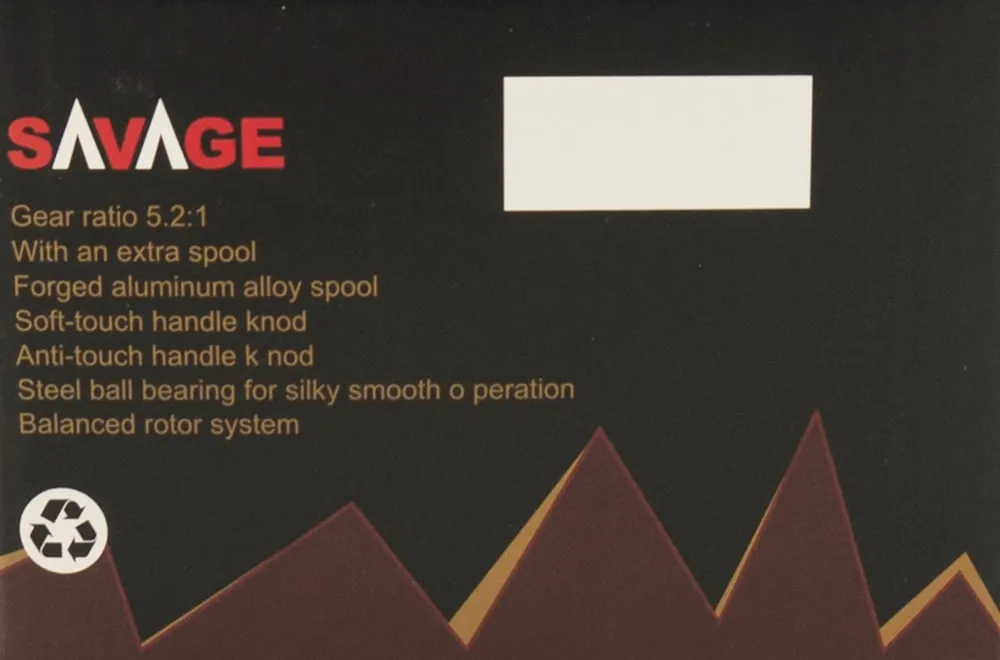 SAVAGE
Gear ratio 5.2:1
With an extra spool
Forged aluminum alloy spool
Soft-touch handle knod
Anti-touch handle k nod
Steel ball bearing for silky smooth o peration
Balanced rotor system